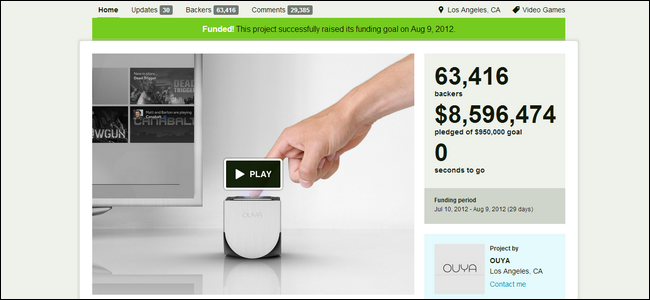 Home Updates 30 Backers 63,416 Comments 29,385 Los Angeles, CA Video Games
Funded! This project successfully raised its funding goal on Aug 9, 2012.
63,416
backers
$8,596,474
pledged of $950,000 goal
0
seconds to go
Funding period
Jul 10, 2012 - Aug 9, 2012 (29 days)
DEAD TRIGGER
Matt and Barton are playing
Canabalt
CANABALT
PLAY
OUYA
OUYA
Project by
OUYA
Los Angeles, CA
Contact me